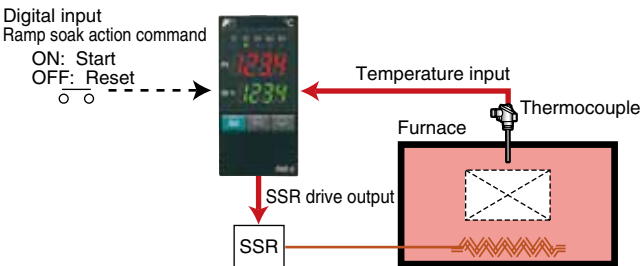 Digital input
Ramp soak action command
ON: Start
OFF: Reset
°C
1234
1234
Temperature input
Thermocouple
Furnace
SSR drive output
SSR